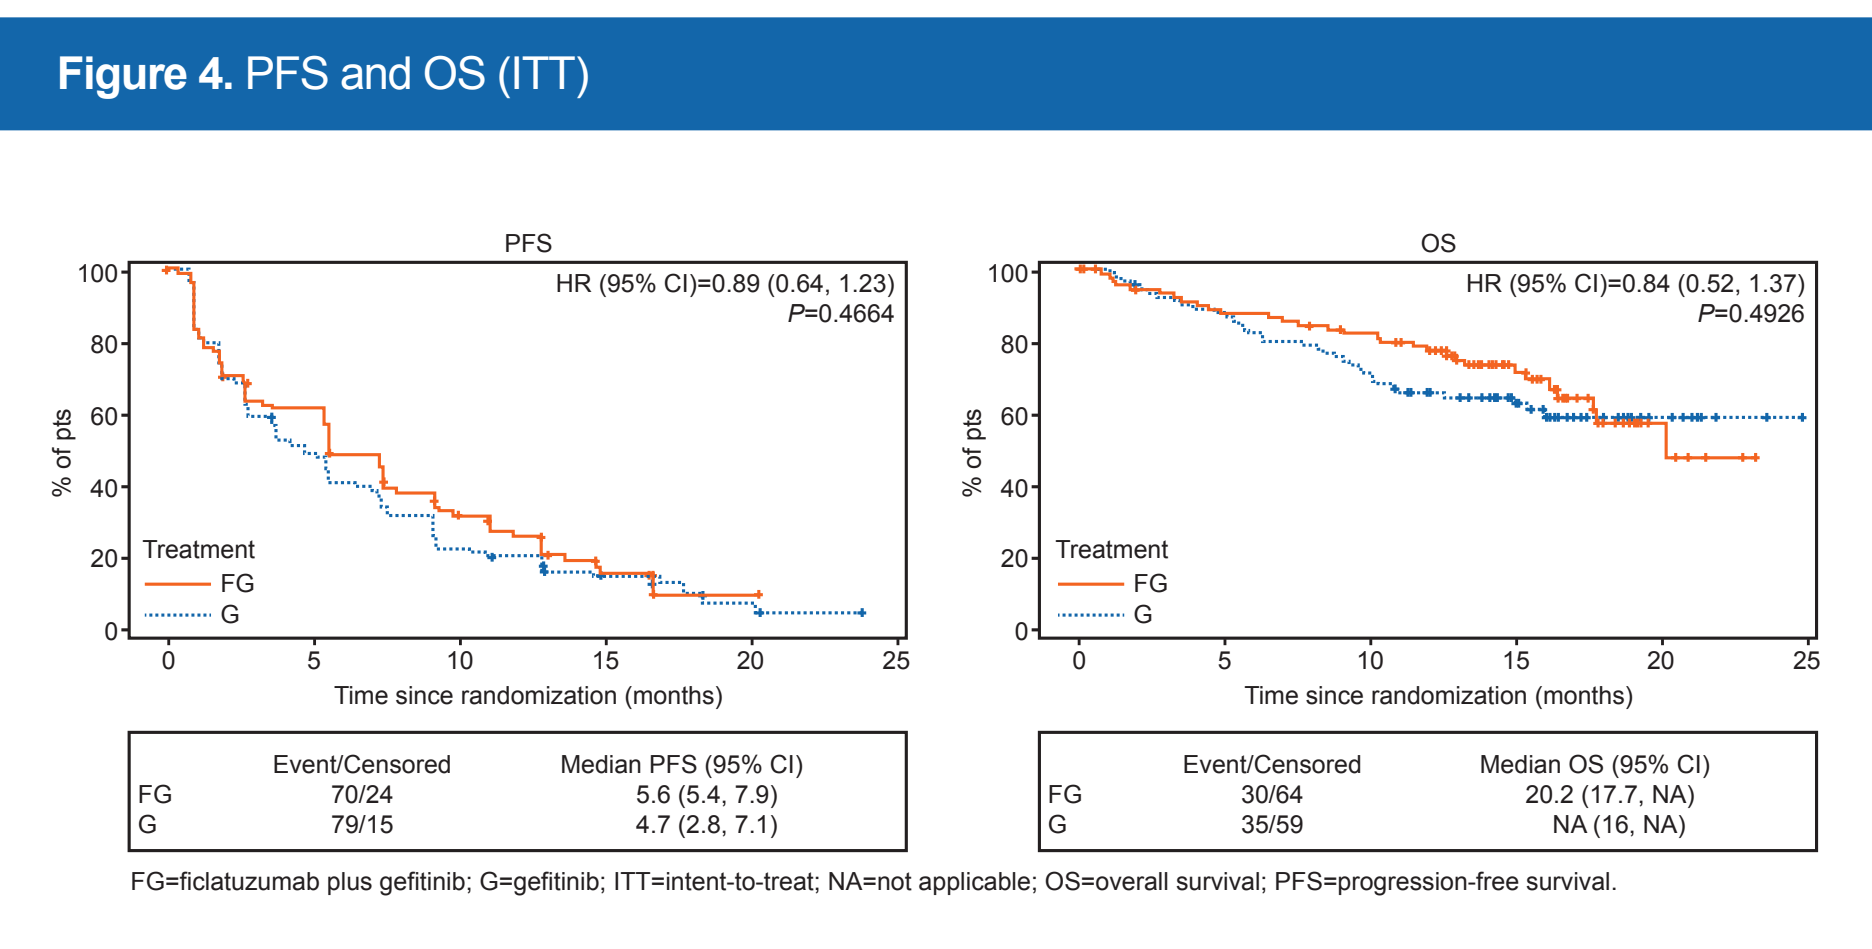 Figure 4. PFS and OS (ITT)
PFS
HR (95% CI)=0.89 (0.64, 1.23)
P=0.4664
100
80
60
40
20
0
% of pts
Treatment
FG
G
0 5 10 15 20 25
Time since randomization (months)
Event/Censored Median PFS (95% CI)
FG 70/24 5.6 (5.4, 7.9)
G 79/15 4.7 (2.8, 7.1)
OS
HR (95% CI)=0.84 (0.52, 1.37)
P=0.4926
100
80
60
40
20
0
% of pts
Treatment
FG
G
0 5 10 15 20 25
Time since randomization (months)
Event/Censored Median OS (95% CI)
FG 30/64 20.2 (17.7, NA)
G 35/59 NA (16, NA)
FG=ficlatuzumab plus gefitinib; G=gefitinib; ITT=intent-to-treat; NA=not applicable; OS=overall survival; PFS=progression-free survival.